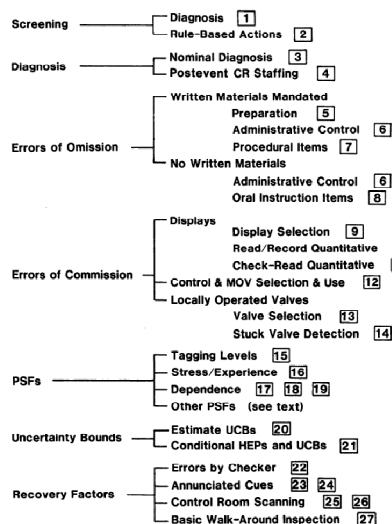 Screening
Diagnosis 1
Rule-Based Actions 2
Diagnosis
Nominal Diagnosis 3
Postevent CR Staffing 4
Errors of Omission
Written Materials Mandated
Preparation 5
Administrative Control 6
Procedural Items 7
No Written Materials
Administrative Control 6
Oral Instruction Items 8
Errors of Commission
Displays
Display Selection 9
Read/Record Quantitative
Check-Read Quantitative
Control & MOV Selection & Use 12
Locally Operated Valves
Valve Selection 13
Stuck Valve Detection 14
PSFs
Tagging Levels 15
Stress/Experience 16
Dependence 17 18 19
Other PSFs (see text)
Uncertainty Bounds
Estimate UCBs 20
Conditional HEPs and UCBs 21
Recovery Factors
Errors by Checker 22
Annunciated Cues 23 24
Control Room Scanning 25 26
Basic Walk-Around Inspection 27